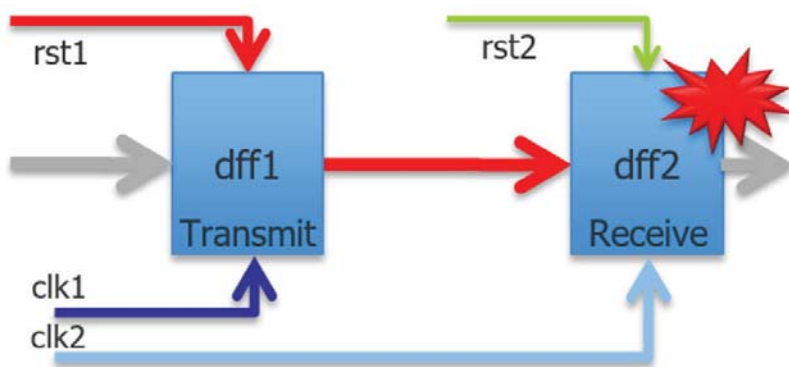 rst1
rst2
dff1
Transmit
dff2
Receive
clk1
clk2